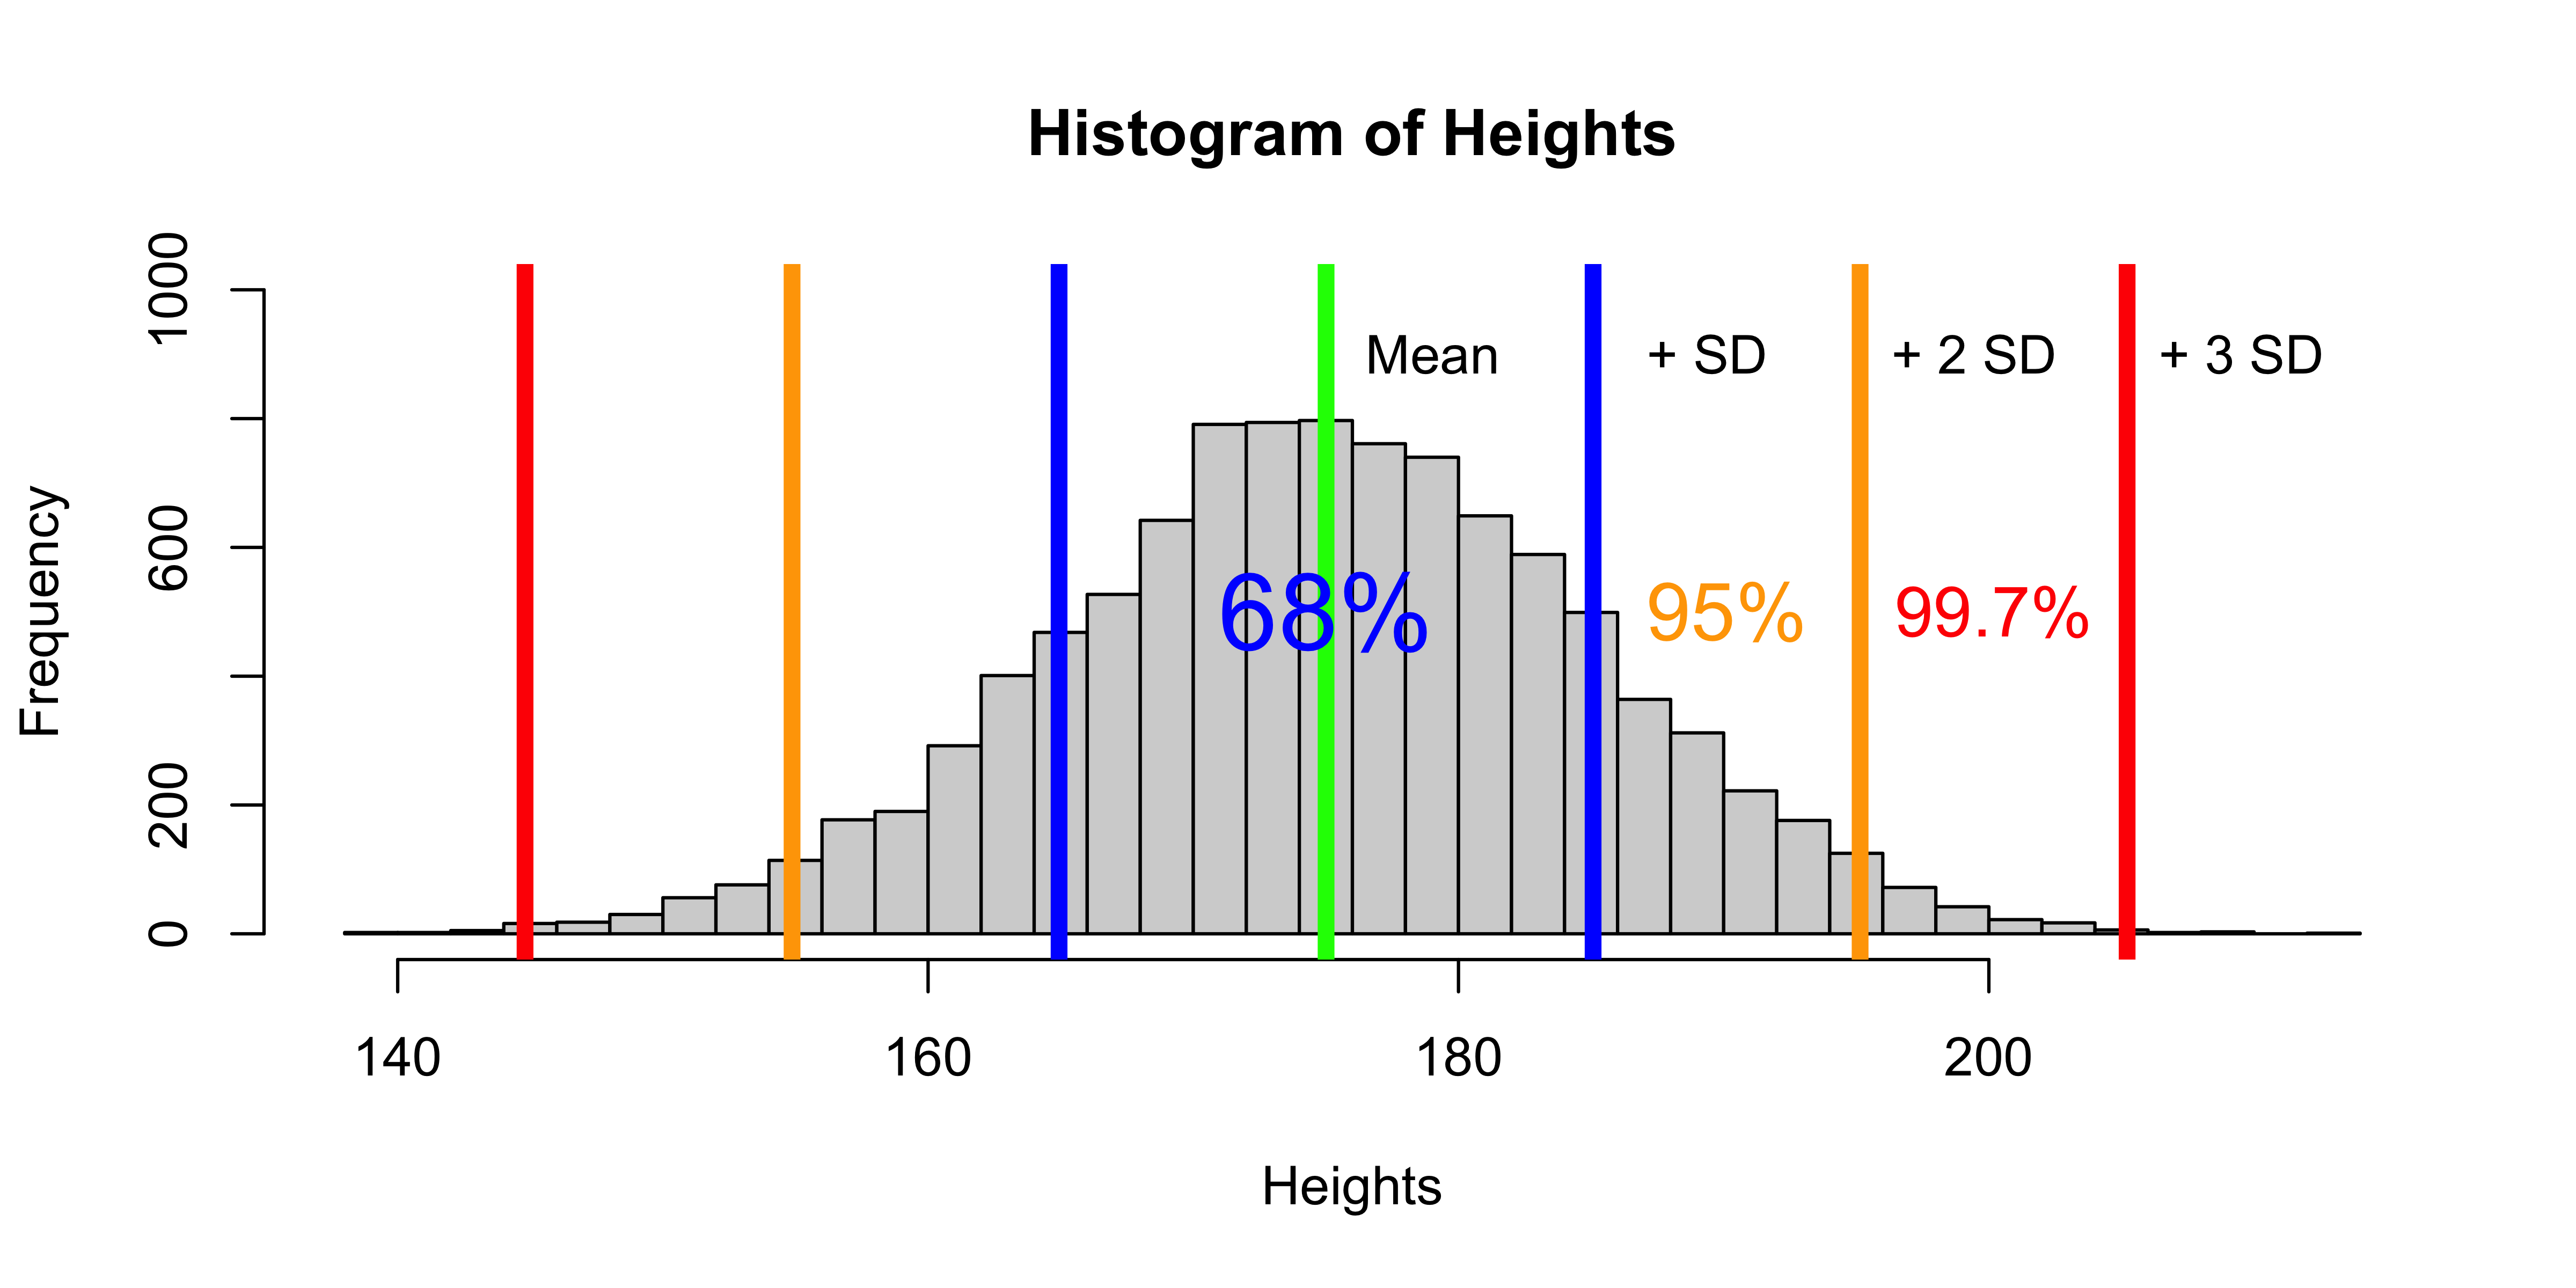 Histogram of Heights
1000
600
200
0
Frequency
Mean
+ SD
+ 2 SD
+ 3 SD
68%
95%
99.7%
140
160
180
200
Heights